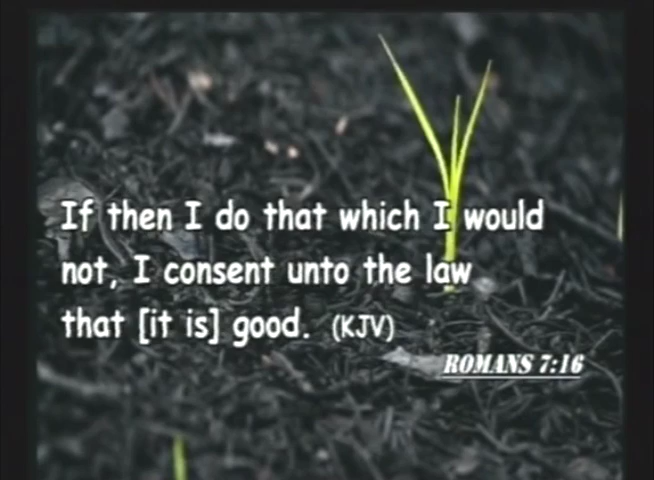 If then I do that which I would
not, I consent unto the law
that [it is] good. (KJV)
ROMANS 7:16